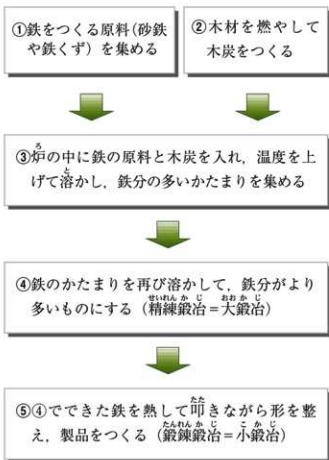 ①鉄をつくる原料(砂鉄
や鉄くず）を集める
②木材を燃やして
木炭をつくる
③炉の中に鉄の原料と木炭を入れ，温度を上
げて溶かし，鉄分の多いかたまりを集める
④鉄のかたまりを再び溶かして，鉄分がより
多いものにする（精練鍛冶＝大鍛冶）
⑤④でできた鉄を熱して叩きながら形を整
え，製品をつくる（鍛錬鍛冶＝小鍛冶）